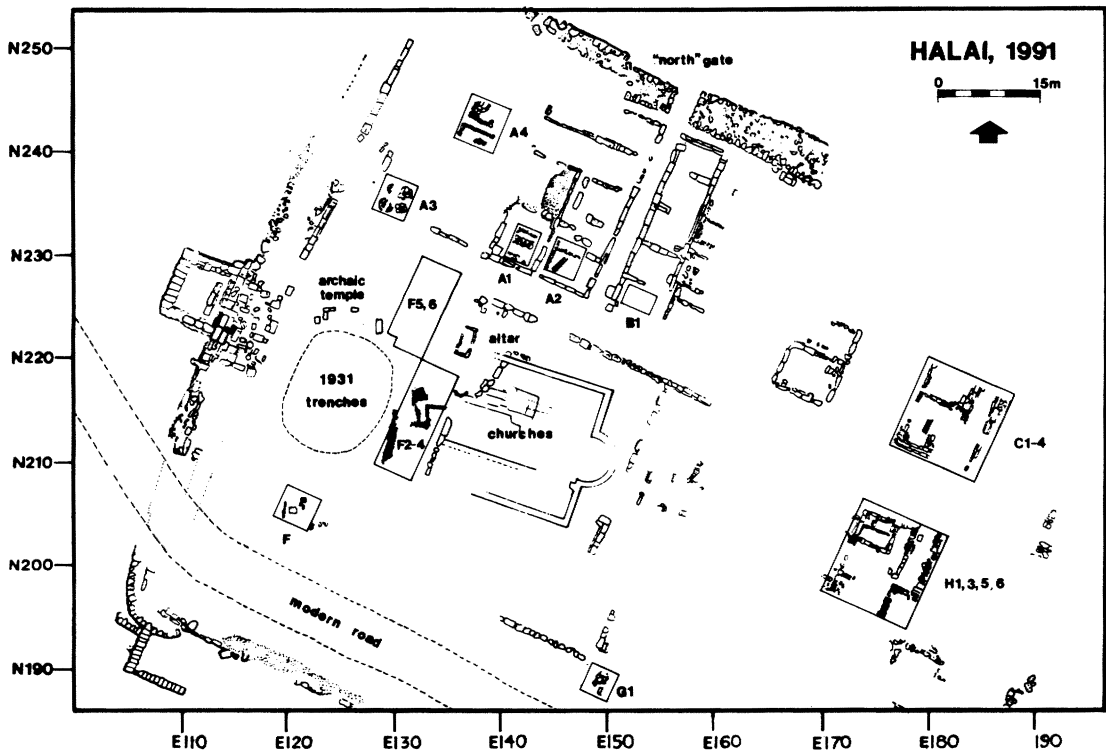 HALAI, 1991
0 15m
"north" gate
N250
N240
N230
N220
N210
N200
N190
A4
A3
A1
A2
B1
archaic
temple
F5,6
altar
1931
trenches
churches
F2-4
C1-4
F
H1,3,5,6
modern road
G1
E110
E120
E130
E140
E150
E160
E170
E180
190